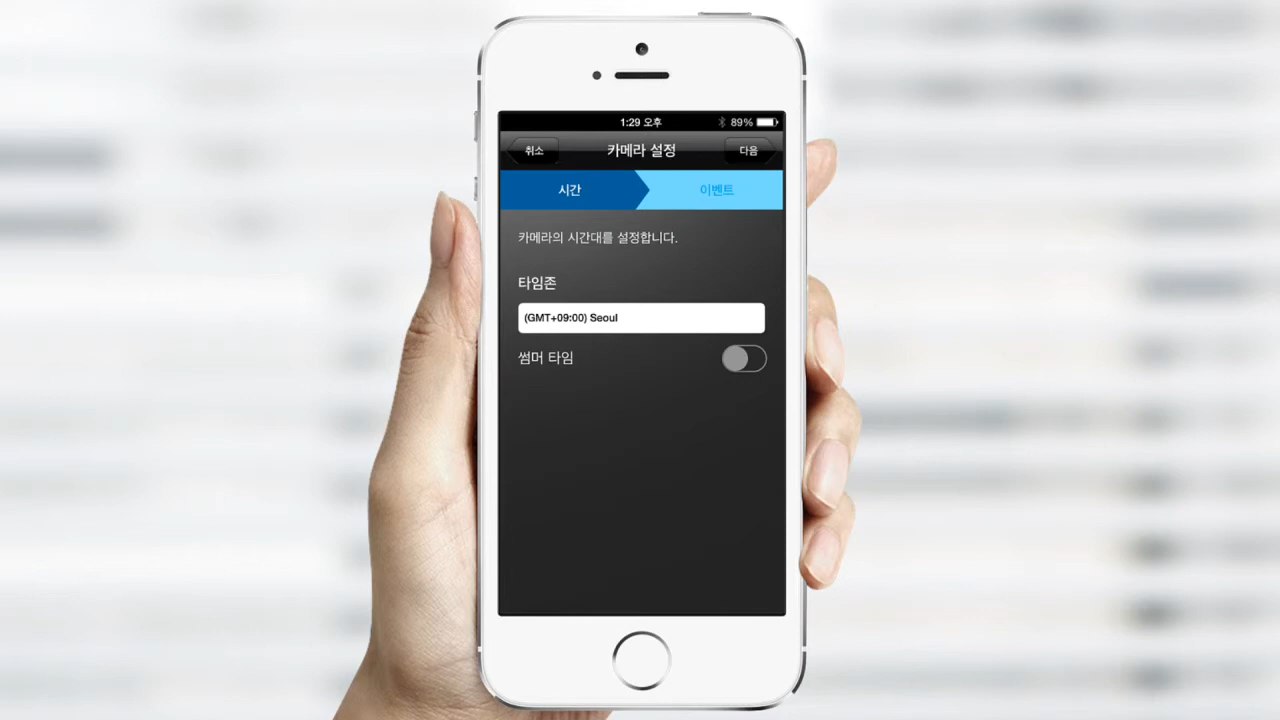 1:29 오후
89%
취소
카메라 설정
다음
시간
이벤트
카메라의 시간대를 설정합니다.
타임존
(GMT+09:00) Seoul
썸머 타임